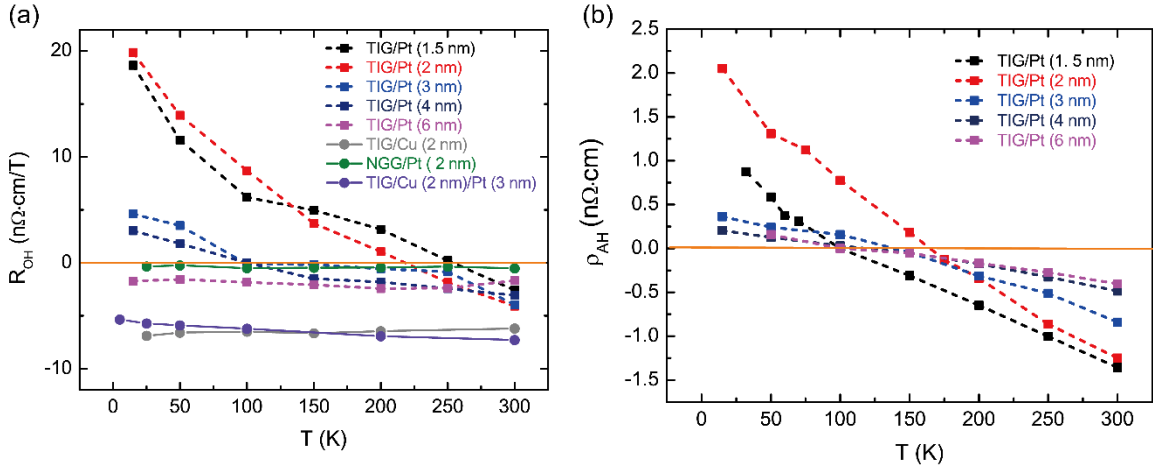 (a)
R_OH (nΩ·cm/T)
20
10
0
-10
TIG/Pt (1.5 nm)
TIG/Pt (2 nm)
TIG/Pt (3 nm)
TIG/Pt (4 nm)
TIG/Pt (6 nm)
TIG/Cu (2 nm)
NGG/Pt ( 2 nm)
TIG/Cu (2 nm)/Pt (3 nm)
0 50 100 150 200 250 300
T (K)
(b)
ρ_AH (nΩ·cm)
2.5
2.0
1.5
1.0
0.5
0.0
-0.5
-1.0
-1.5
TIG/Pt (1. 5 nm)
TIG/Pt (2 nm)
TIG/Pt (3 nm)
TIG/Pt (4 nm)
TIG/Pt (6 nm)
0 50 100 150 200 250 300
T (K)